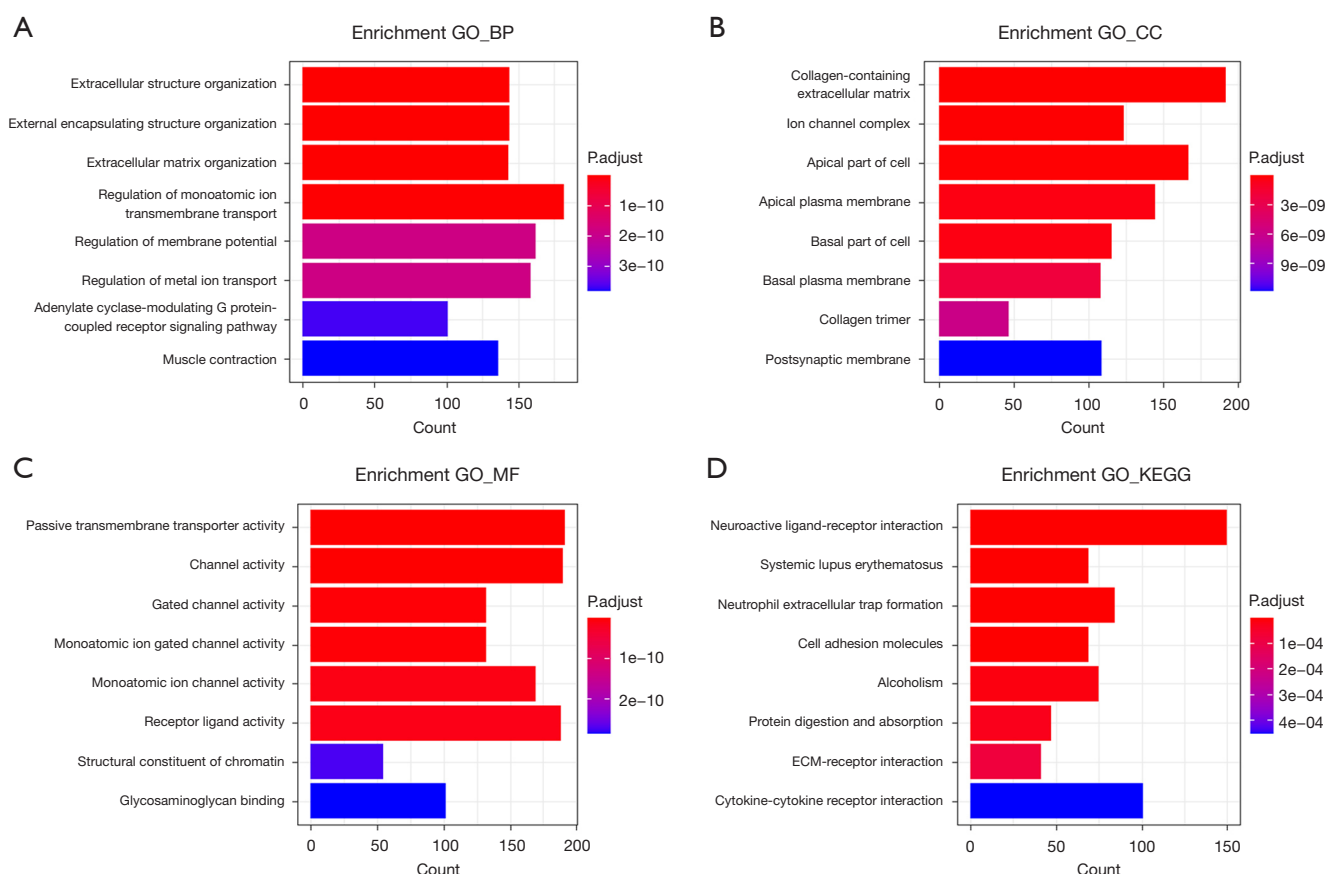 A
Enrichment GO_BP
Extracellular structure organization
External encapsulating structure organization
Extracellular matrix organization
Regulation of monoatomic ion
transmembrane transport
Regulation of membrane potential
Regulation of metal ion transport
Adenylate cyclase-modulating G protein-
coupled receptor signaling pathway
Muscle contraction
0 50 100 150
Count
P.adjust
1e−10
2e−10
3e−10
B
Enrichment GO_CC
Collagen-containing
extracellular matrix
Ion channel complex
Apical part of cell
Apical plasma membrane
Basal part of cell
Basal plasma membrane
Collagen trimer
Postsynaptic membrane
0 50 100 150 200
Count
P.adjust
3e−09
6e−09
9e−09
C
Enrichment GO_MF
Passive transmembrane transporter activity
Channel activity
Gated channel activity
Monoatomic ion gated channel activity
Monoatomic ion channel activity
Receptor ligand activity
Structural constituent of chromatin
Glycosaminoglycan binding
0 50 100 150 200
Count
P.adjust
1e−10
2e−10
D
Enrichment GO_KEGG
Neuroactive ligand-receptor interaction
Systemic lupus erythematosus
Neutrophil extracellular trap formation
Cell adhesion molecules
Alcoholism
Protein digestion and absorption
ECM-receptor interaction
Cytokine-cytokine receptor interaction
0 50 100 150
Count
P.adjust
1e−04
2e−04
3e−04
4e−04